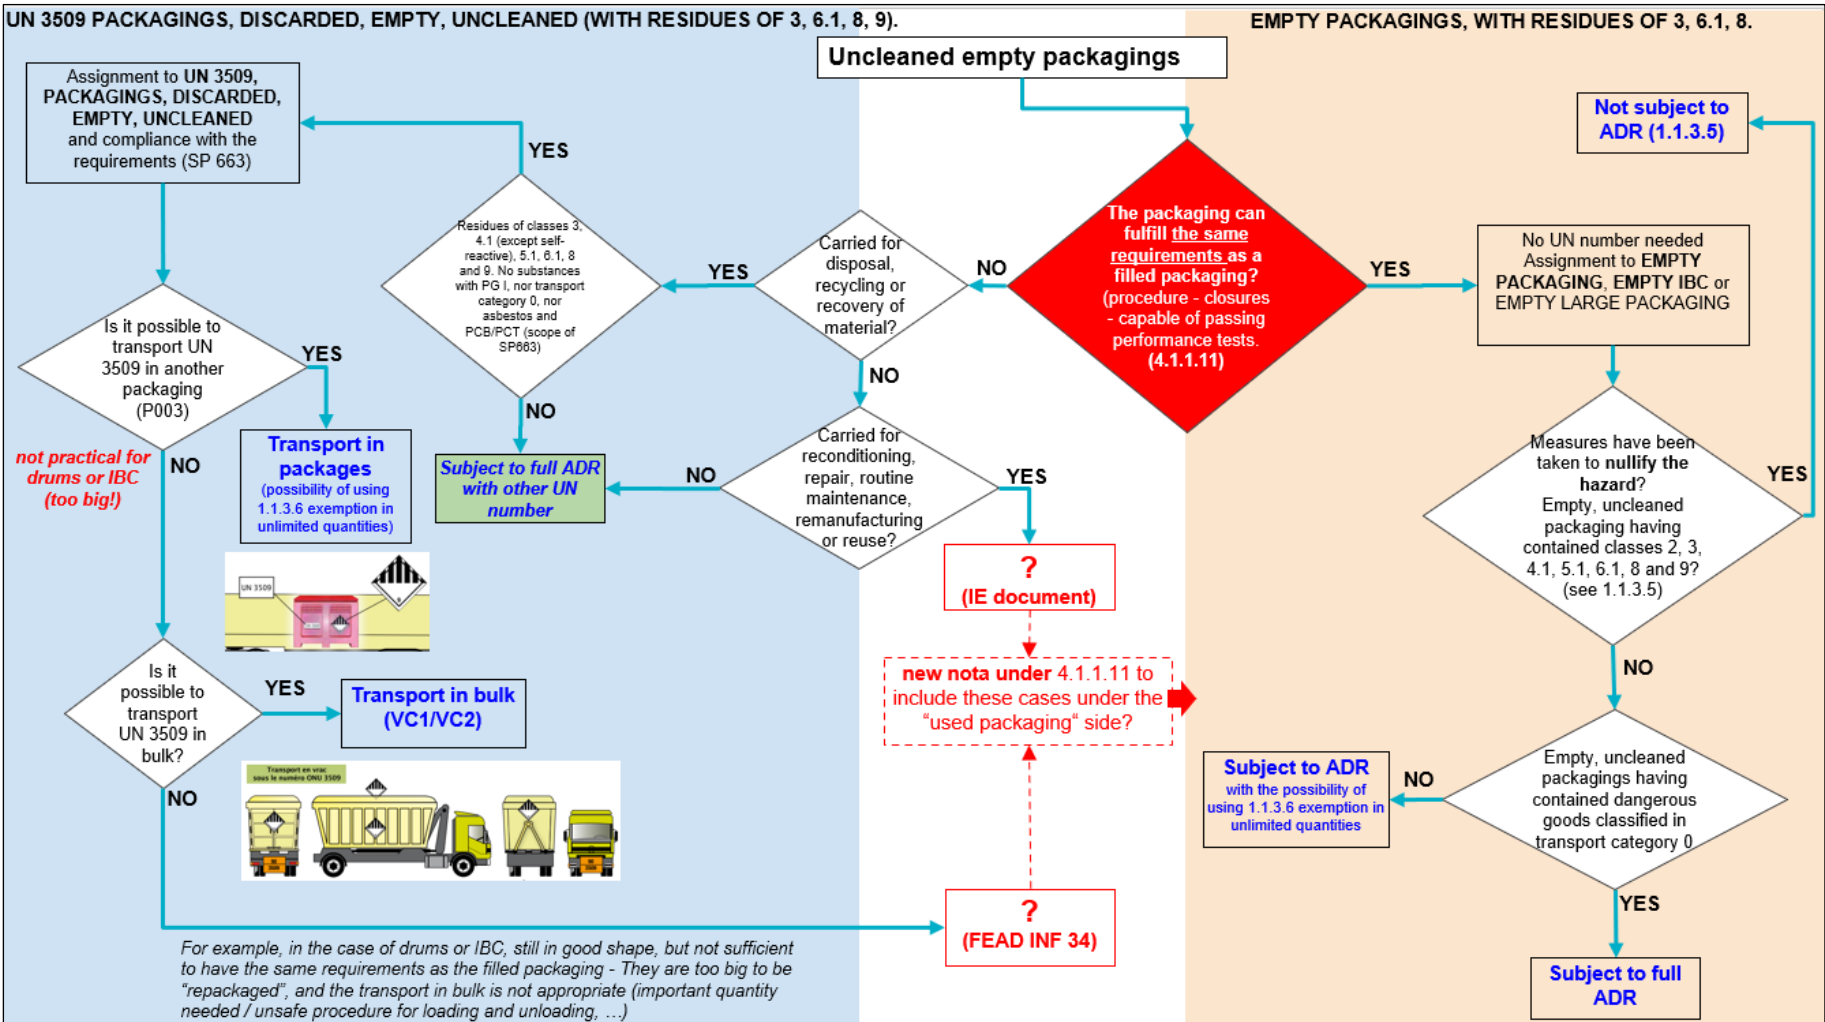 UN 3509 PACKAGINGS, DISCARDED, EMPTY, UNCLEANED (WITH RESIDUES OF 3, 6.1, 8, 9).
EMPTY PACKAGINGS, WITH RESIDUES OF 3, 6.1, 8.
Uncleaned empty packagings
Assignment to UN 3509,
PACKAGINGS, DISCARDED,
EMPTY, UNCLEANED
and compliance with the
requirements (SP 663)
YES
Residues of classes 3,
4.1 (except self-
reactive), 5.1, 6.1, 8
and 9. No substances
with PG I, nor transport
category 0, nor
asbestos and
PCB/PCT (scope of
SP663)
YES
NO
Carried for
disposal,
recycling or
recovery of
material?
NO
NO
The packaging can
fulfill the same
requirements as a
filled packaging?
(procedure - closures
- capable of passing
performance tests.
(4.1.1.11)
YES
No UN number needed
Assignment to EMPTY
PACKAGING, EMPTY IBC or
EMPTY LARGE PACKAGING
Not subject to
ADR (1.1.3.5)
Measures have been
taken to nullify the
hazard?
Empty, uncleaned
packaging having
contained classes 2, 3,
4.1, 5.1, 6.1, 8 and 9?
(see 1.1.3.5)
YES
NO
Empty, uncleaned
packagings having
contained dangerous
goods classified in
transport category 0
NO
Subject to ADR
with the possibility of
using 1.1.3.6 exemption in
unlimited quantities
YES
Subject to full
ADR
Carried for
reconditioning,
repair, routine
maintenance,
remanufacturing
or reuse?
NO
YES
Subject to full ADR
with other UN
number
?
(IE document)
new nota under 4.1.1.11 to
include these cases under the
“used packaging“ side?
?
(FEAD INF 34)
Is it possible to
transport UN
3509 in another
packaging
(P003)
YES
NO
not practical for
drums or IBC
(too big!)
Transport in
packages
(possibility of using
1.1.3.6 exemption in
unlimited quantities)
UN 3509
Is it
possible to
transport
UN 3509 in
bulk?
YES
NO
Transport in bulk
(VC1/VC2)
Transport en vrac
sous le numéro ONU 3509
For example, in the case of drums or IBC, still in good shape, but not sufficient
to have the same requirements as the filled packaging - They are too big to be
“repackaged”, and the transport in bulk is not appropriate (important quantity
needed / unsafe procedure for loading and unloading, …)